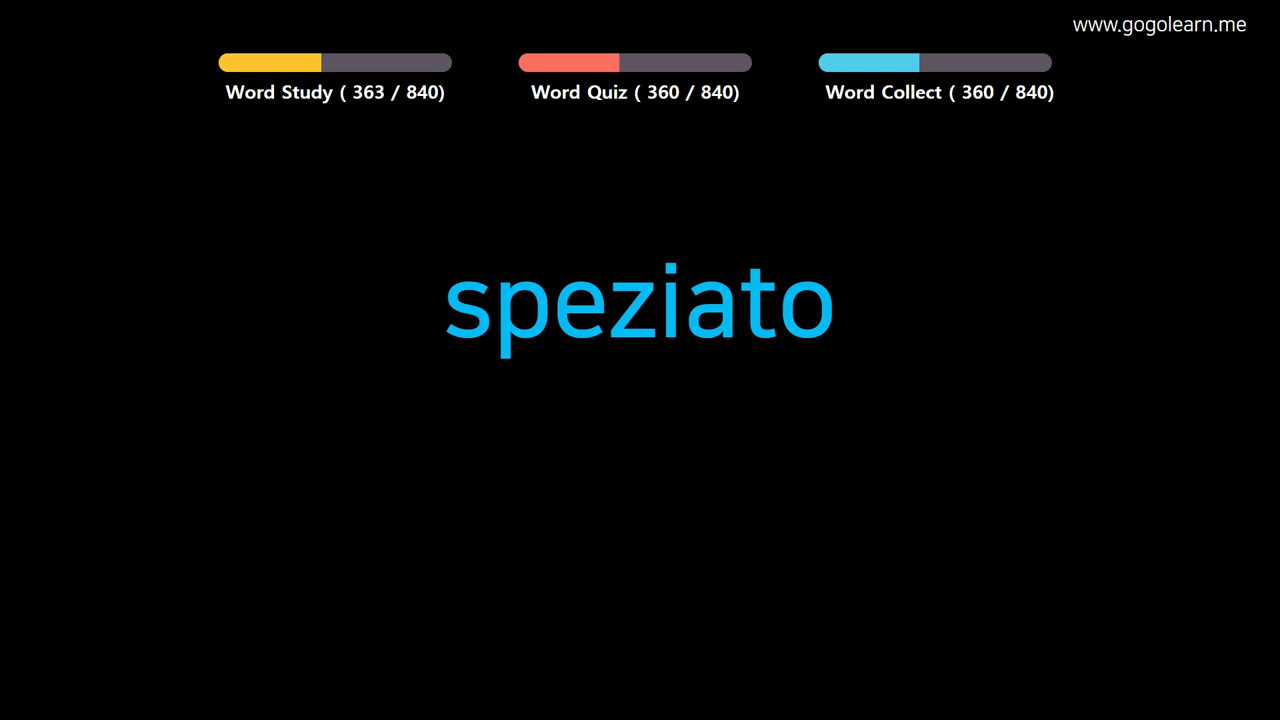 www.gogolearn.me
Word Study ( 363 / 840)
Word Quiz ( 360 / 840)
Word Collect ( 360 / 840)
speziato